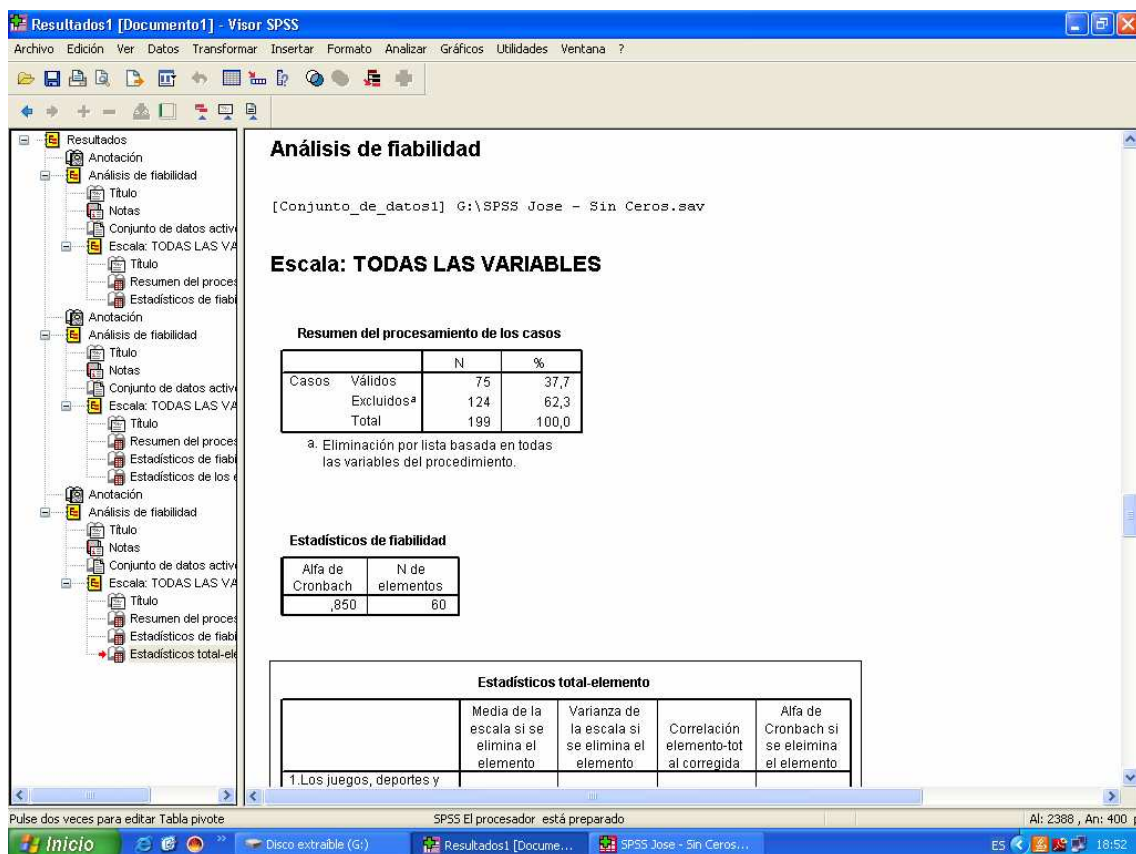 Resultados1 [Documento1] - Visor SPSS
Archivo Edición Ver Datos Transformar Insertar Formato Analizar Gráficos Utilidades Ventana ?
Resultados
Anotación
Análisis de fiabilidad
Título
Notas
Conjunto de datos activ
Escala: TODAS LAS VA
Título
Resumen del proces
Estadísticos de fiabi
Anotación
Análisis de fiabilidad
Título
Notas
Conjunto de datos activ
Escala: TODAS LAS VA
Título
Resumen del proces
Estadísticos de fiabi
Estadísticos de los e
Anotación
Análisis de fiabilidad
Título
Notas
Conjunto de datos activ
Escala: TODAS LAS VA
Título
Resumen del proces
Estadísticos de fiabi
Estadísticos total-ele
Análisis de fiabilidad
[Conjunto_de_datos1] G:\SPSS Jose - Sin Ceros.sav
Escala: TODAS LAS VARIABLES
Resumen del procesamiento de los casos
N %
Casos Válidos 75 37,7
Excluidosa 124 62,3
Total 199 100,0
a. Eliminación por lista basada en todas
las variables del procedimiento.
Estadísticos de fiabilidad
Alfa de Cronbach N de elementos
,850 60
Estadísticos total-elemento
Media de la escala si se elimina el elemento
Varianza de la escala si se elimina el elemento
Correlación elemento-tot al corregida
Alfa de Cronbach si se eleimina el elemento
1.Los juegos, deportes y
Pulse dos veces para editar Tabla pivote SPSS El procesador está preparado Al: 2388 , An: 400 p
Inicio Disco extraíble (G:) Resultados1 [Docume... SPSS Jose - Sin Ceros... ES 18:52